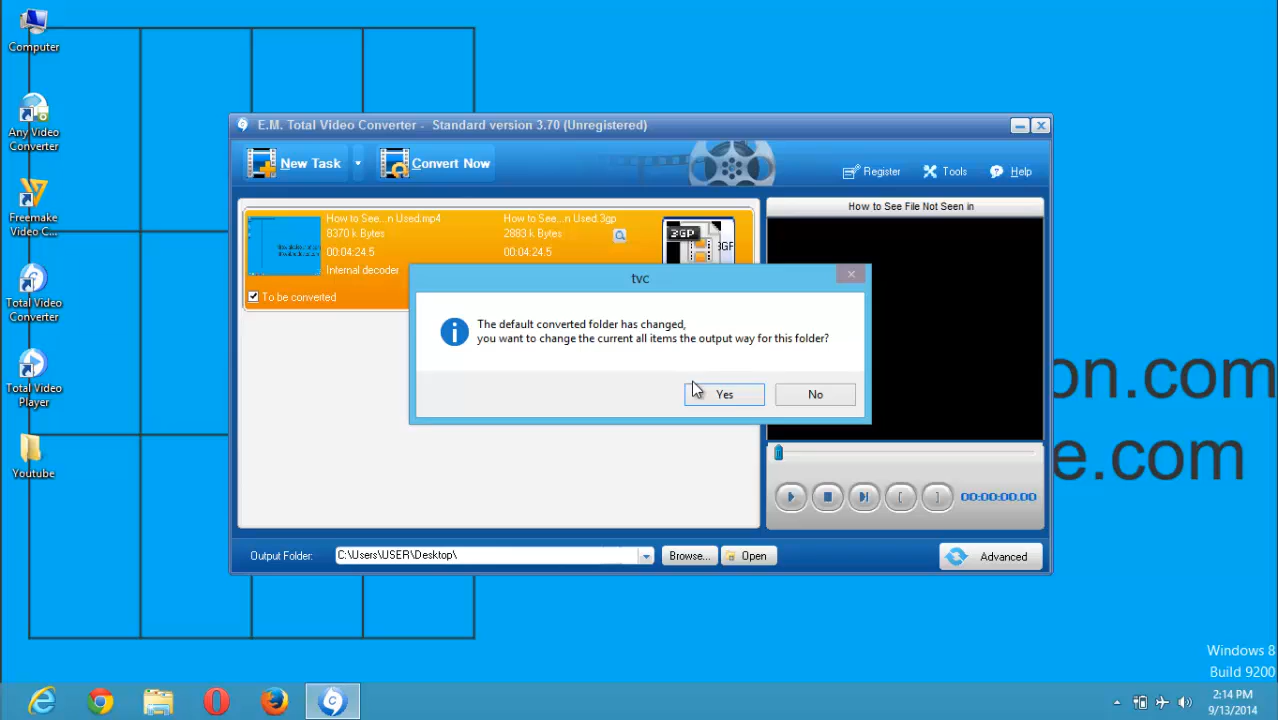 Computer
Any Video
Converter
Freemake
Video C...
Total Video
Converter
Total Video
Player
Youtube
E.M. Total Video Converter - Standard version 3.70 (Unregistered)
New Task
Convert Now
Register
Tools
Help
How to See...n Used.mp4
8370 k Bytes
00:04:24.5
Internal decoder
To be converted
How to See...n Used.3gp
2883 k Bytes
00:04:24.5
3GP
3GP
How to See File Not Seen in
tvc
The default converted folder has changed,
you want to change the current all items the output way for this folder?
Yes
No
00:00:00.00
Output Folder:
C:\Users\USER\Desktop\
Browse...
Open
Advanced
on.com
e.com
Windows 8
Build 9200
2:14 PM
9/13/2014